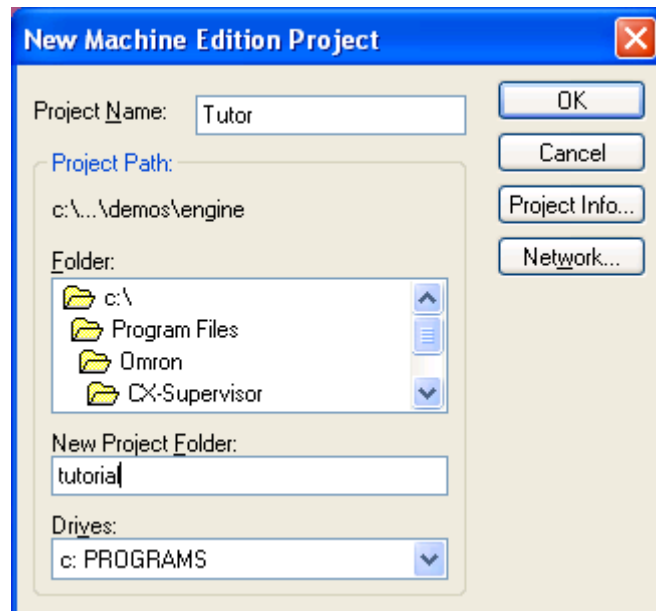 New Machine Edition Project
Project Name: Tutor
OK
Cancel
Project Info...
Network...
Project Path:
c:\...\demos\engine
Folder:
c:\
Program Files
Omron
CX-Supervisor
New Project Folder:
tutorial
Drives:
c: PROGRAMS